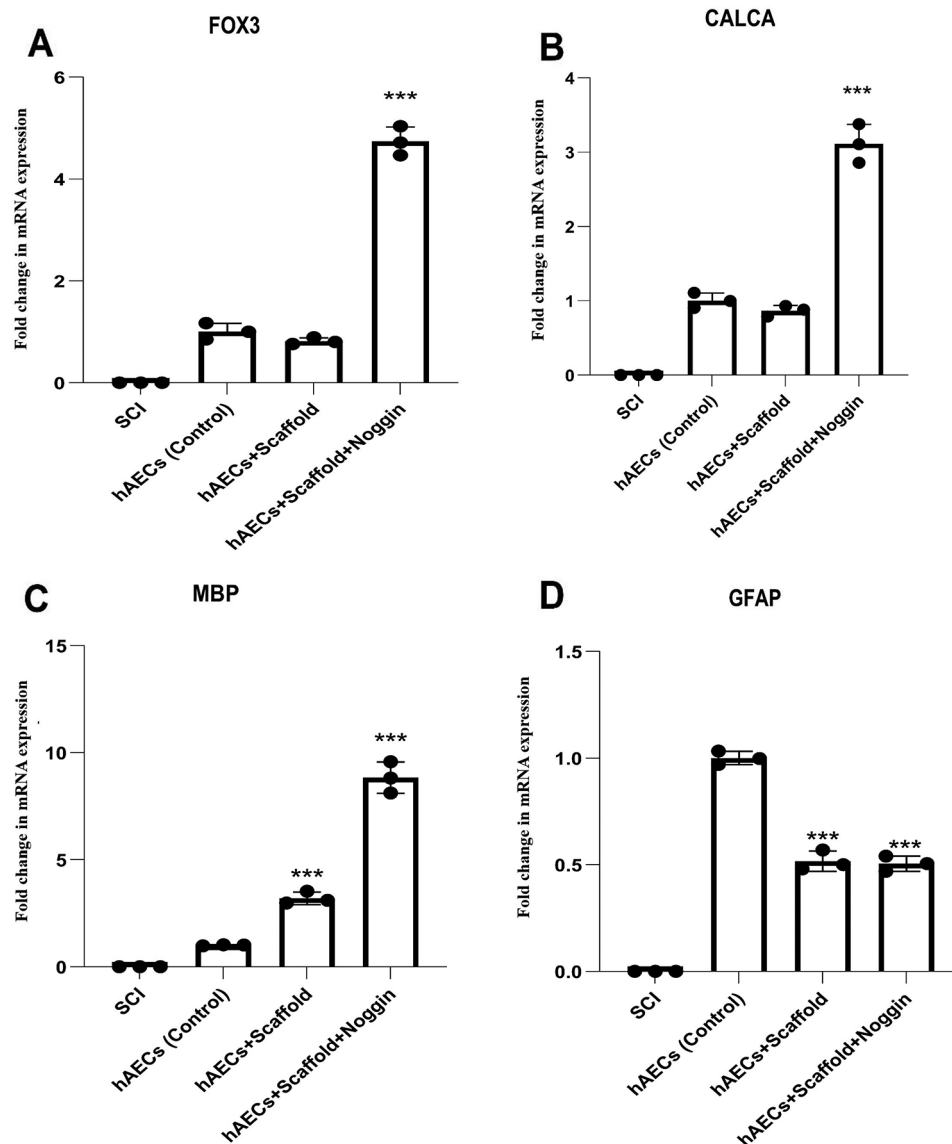 A
FOX3
Fold change in mRNA expression
6
4
2
0
***
SCI
hAECs (Control)
hAECs+Scaffold
hAECs+Scaffold+Noggin
B
CALCA
Fold change in mRNA expression
4
3
2
1
0
***
SCI
hAECs (Control)
hAECs+Scaffold
hAECs+Scaffold+Noggin
C
MBP
Fold change in mRNA expression
15
10
5
0
***
***
SCI
hAECs (Control)
hAECs+Scaffold
hAECs+Scaffold+Noggin
D
GFAP
Fold change in mRNA expression
1.5
1.0
0.5
0.0
***
***
SCI
hAECs (Control)
hAECs+Scaffold
hAECs+Scaffold+Noggin